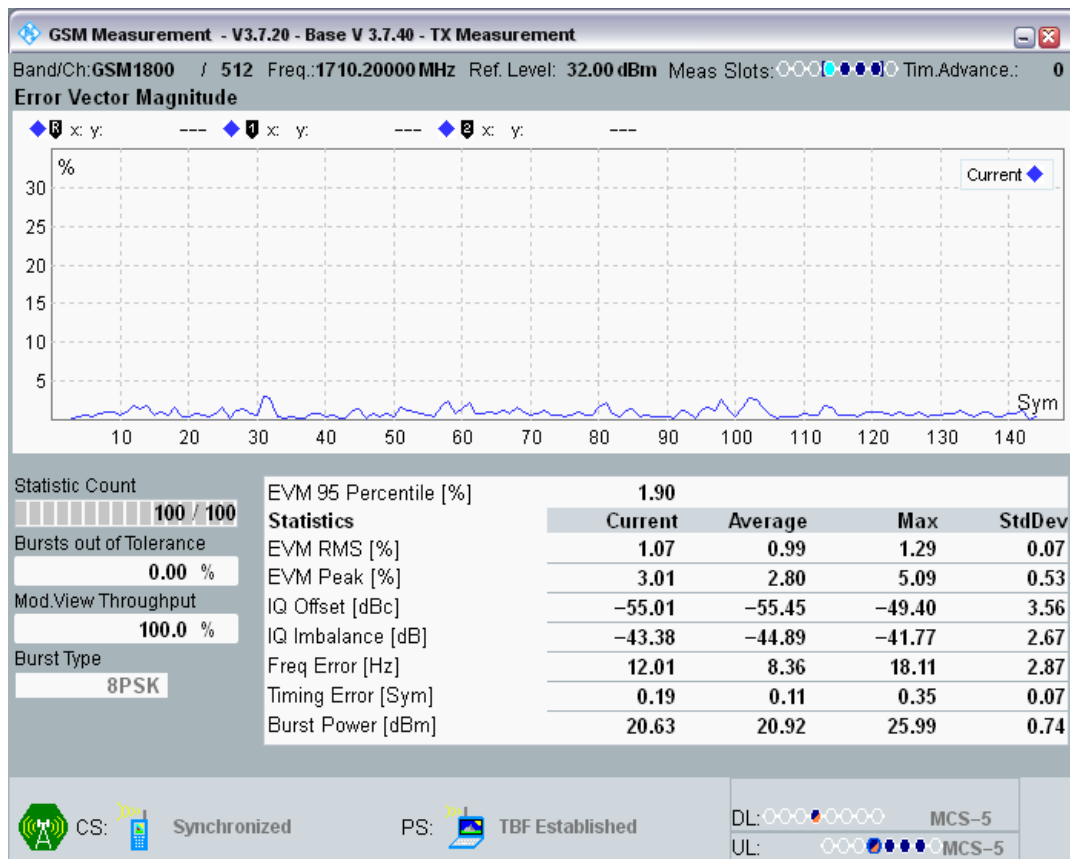 GSM Measurement - V3.7.20 - Base V 3.7.40 - TX Measurement
Band/Ch:GSM1800 / 512 Freq.:1710.20000 MHz Ref. Level: 32.00 dBm Meas Slots: Tim.Advance.: 0
Error Vector Magnitude
R x: y: --- 1 x: y: --- 2 x: y: ---
%
Current
30
25
20
15
10
5
Sym
10 20 30 40 50 60 70 80 90 100 110 120 130 140
Statistic Count
100 / 100
Bursts out of Tolerance
0.00 %
Mod.View Throughput
100.0 %
Burst Type
8PSK
EVM 95 Percentile [%] 1.90
Statistics Current Average Max StdDev
EVM RMS [%] 1.07 0.99 1.29 0.07
EVM Peak [%] 3.01 2.80 5.09 0.53
IQ Offset [dBc] −55.01 −55.45 −49.40 3.56
IQ Imbalance [dB] −43.38 −44.89 −41.77 2.67
Freq Error [Hz] 12.01 8.36 18.11 2.87
Timing Error [Sym] 0.19 0.11 0.35 0.07
Burst Power [dBm] 20.63 20.92 25.99 0.74
CS: Synchronized PS: TBF Established
DL: MCS−5
UL: MCS−5